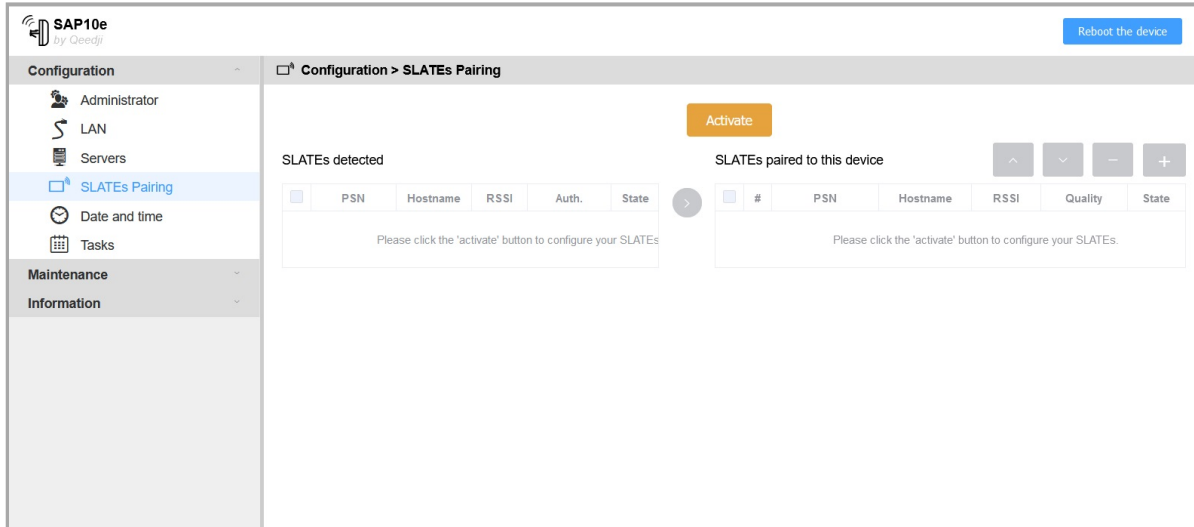 SAP10e
by Qeedji
Reboot the device
Configuration
Configuration > SLATEs Pairing
Administrator
LAN
Servers
SLATEs Pairing
Date and time
Tasks
Maintenance
Information
Activate
SLATEs detected
PSN Hostname RSSI Auth. State
Please click the 'activate' button to configure your SLATEs
SLATEs paired to this device
# PSN Hostname RSSI Quality State
Please click the 'activate' button to configure your SLATEs.